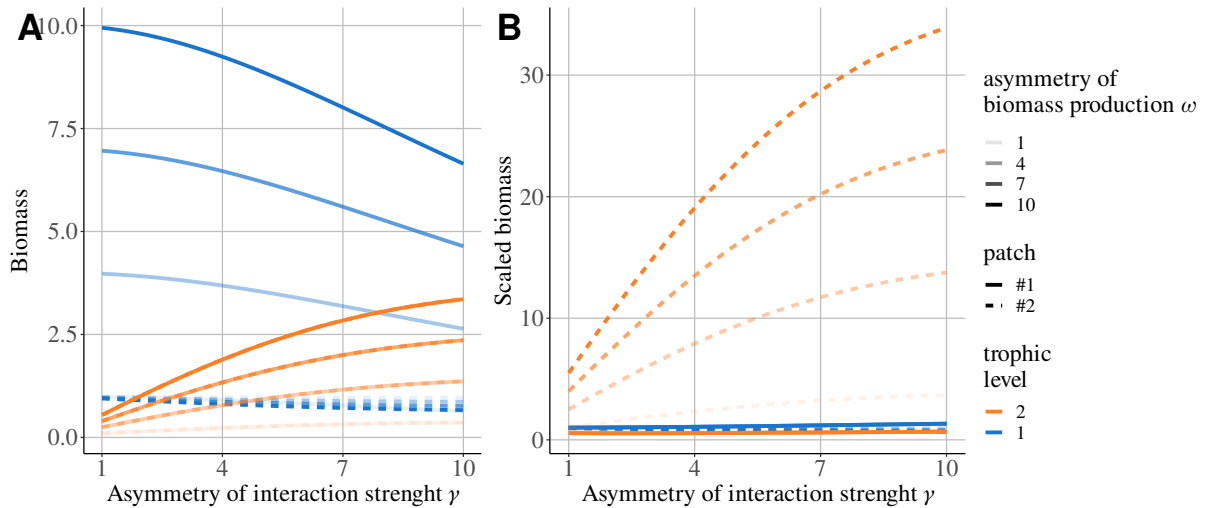 A
10.0
7.5
5.0
2.5
0.0
Biomass
1
4
7
10
Asymmetry of interaction strenght γ
B
30
20
10
0
Scaled biomass
1
4
7
10
Asymmetry of interaction strenght γ
asymmetry of
biomass production ω
1
4
7
10
patch
#1
#2
trophic
level
2
1